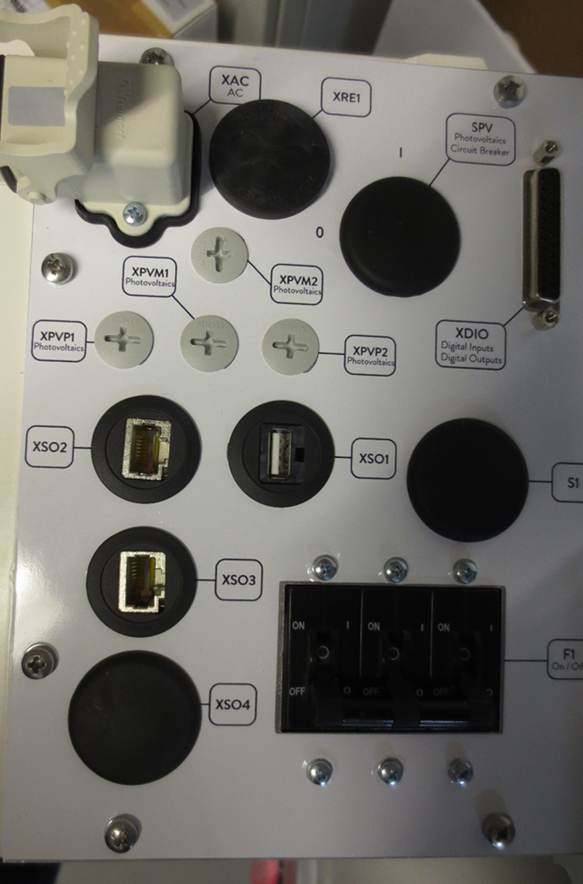 XAC
AC
XRE1
SPV
Photovoltaics
Circuit Breaker
I
0
XPVM1
Photovoltaics
XPVM2
Photovoltaics
XPVP1
Photovoltaics
XPVP2
Photovoltaics
XDIO
Digital Inputs
Digital Outputs
XSO2
XSO1
S1
XSO3
ON I ON I ON I
OFF O OFF O OFF O
F1
On / Off
XSO4